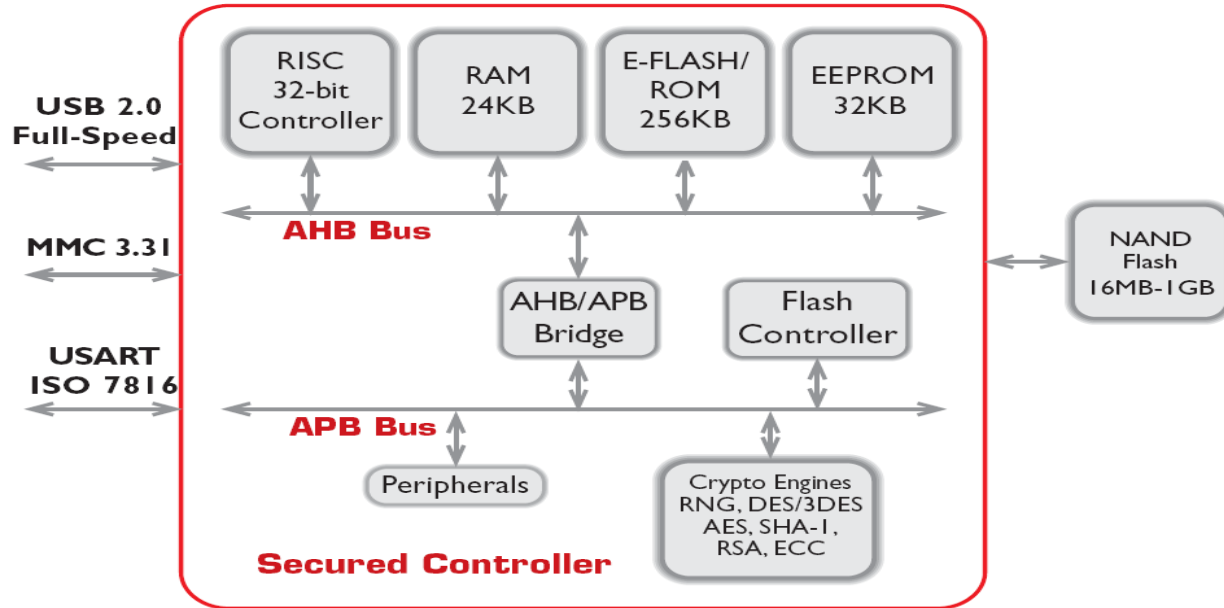 RISC
32-bit
Controller
RAM
24KB
E-FLASH/
ROM
256KB
EEPROM
32KB
USB 2.0
Full-Speed
AHB Bus
MMC 3.31
NAND
Flash
16MB-1GB
AHB/APB
Bridge
Flash
Controller
USART
ISO 7816
APB Bus
Peripherals
Crypto Engines
RNG, DES/3DES
AES, SHA-1,
RSA, ECC
Secured Controller